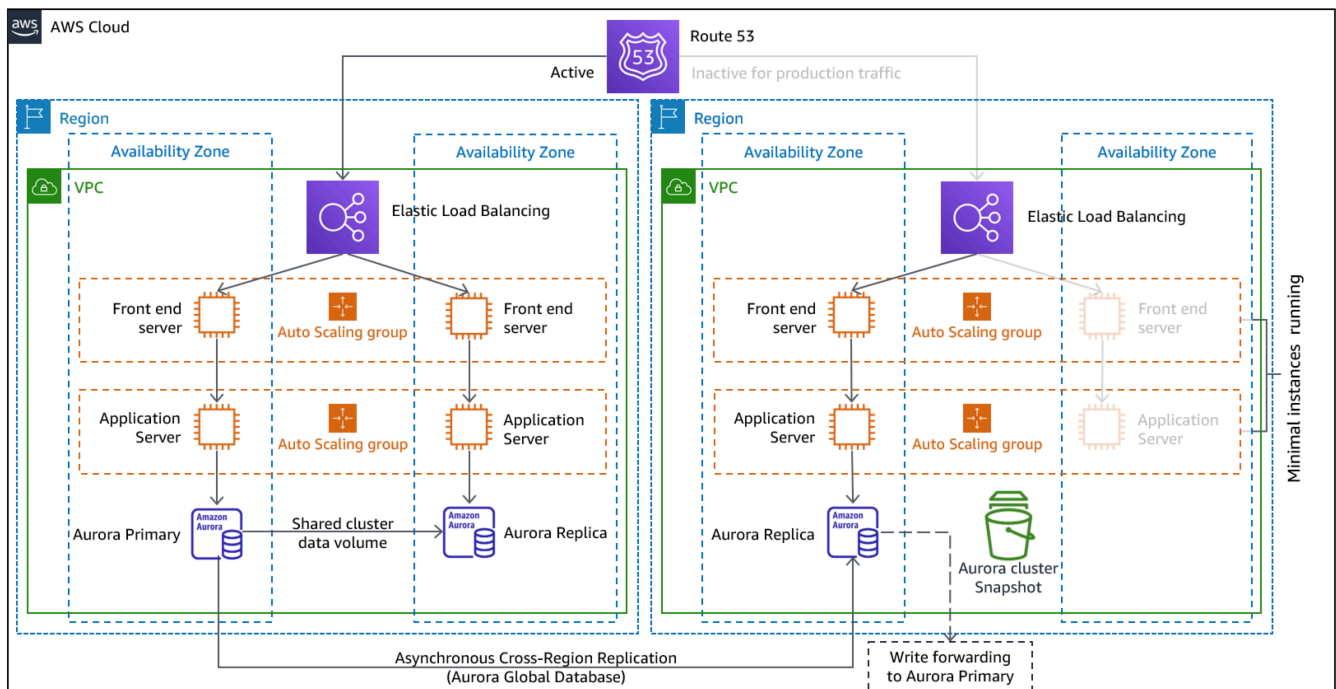 aws
AWS Cloud
Route 53
53
Active
Inactive for production traffic
Region
Availability Zone
Availability Zone
VPC
Elastic Load Balancing
Front end
server
Auto Scaling group
Front end
server
Application
Server
Auto Scaling group
Application
Server
Aurora Primary
Amazon
Aurora
Shared cluster
data volume
Amazon
Aurora
Aurora Replica
Region
Availability Zone
Availability Zone
VPC
Elastic Load Balancing
Front end
server
Auto Scaling group
Front end
server
Application
Server
Auto Scaling group
Application
Server
Minimal instances running
Aurora Replica
Amazon
Aurora
Aurora cluster
Snapshot
Asynchronous Cross-Region Replication
(Aurora Global Database)
Write forwarding
to Aurora Primary